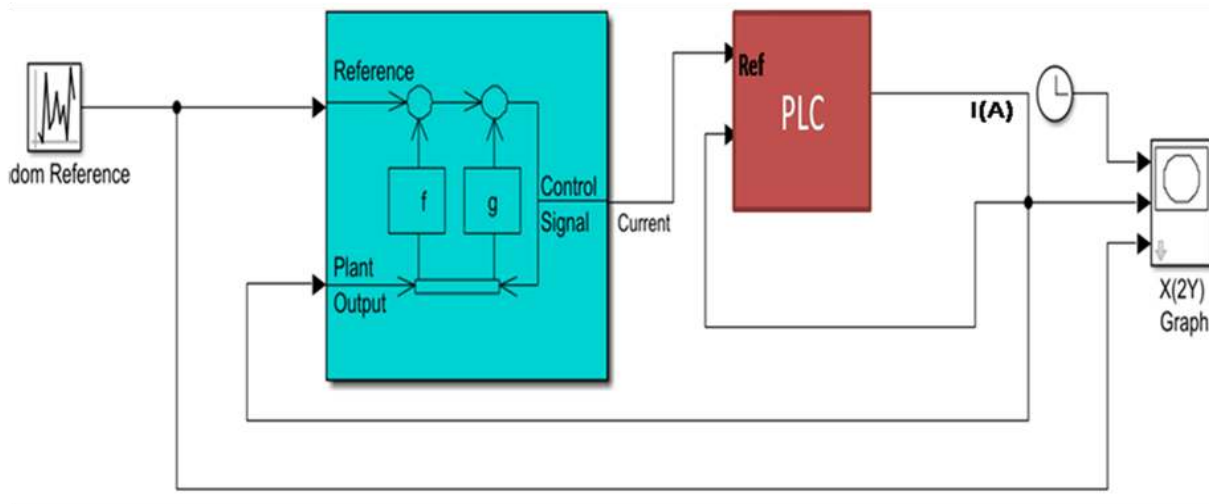 dom Reference
Reference
f
g
Control
Signal
Plant
Output
Current
Ref
PLC
I(A)
X(2Y)
Graph